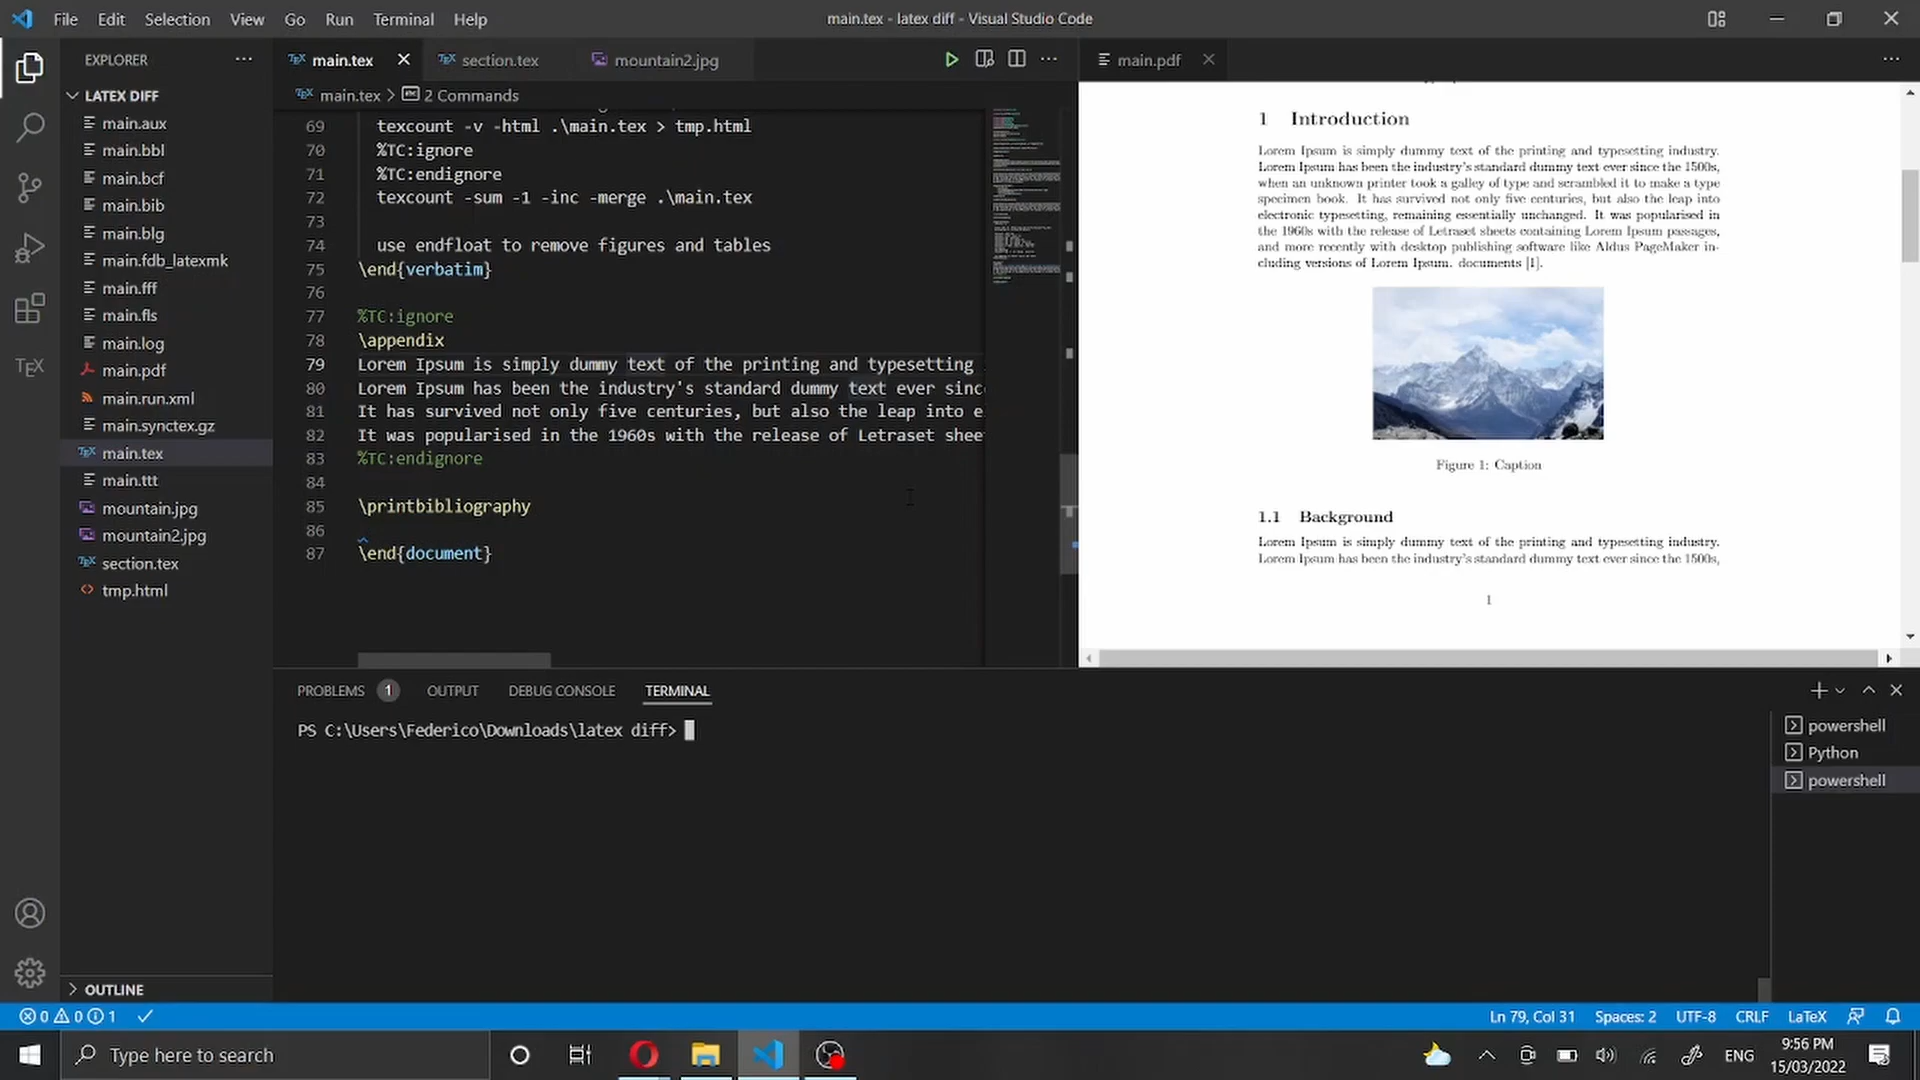 File Edit Selection View Go Run Terminal Help
main.tex - latex diff - Visual Studio Code
EXPLORER
LATEX DIFF
main.aux
main.bbl
main.bcf
main.bib
main.blg
main.fdb_latexmk
main.fff
main.fls
main.log
main.pdf
main.run.xml
main.synctex.gz
main.tex
main.ttt
mountain.jpg
mountain2.jpg
section.tex
tmp.html
OUTLINE
main.tex section.tex mountain2.jpg
main.tex > 2 Commands
69 texcount -v -html .\main.tex > tmp.html
70 %TC:ignore
71 %TC:endignore
72 texcount -sum -1 -inc -merge .\main.tex
73
74 use endfloat to remove figures and tables
75 \end{verbatim}
76
77 %TC:ignore
78 \appendix
79 Lorem Ipsum is simply dummy text of the printing and typesetting
80 Lorem Ipsum has been the industry's standard dummy text ever sinc
81 It has survived not only five centuries, but also the leap into e
82 It was popularised in the 1960s with the release of Letraset shee
83 %TC:endignore
84
85 \printbibliography
86
87 \end{document}
main.pdf
1 Introduction
Lorem Ipsum is simply dummy text of the printing and typesetting industry.
Lorem Ipsum has been the industry's standard dummy text ever since the 1500s,
when an unknown printer took a galley of type and scrambled it to make a type
specimen book. It has survived not only five centuries, but also the leap into
electronic typesetting, remaining essentially unchanged. It was popularised in
the 1960s with the release of Letraset sheets containing Lorem Ipsum passages,
and more recently with desktop publishing software like Aldus PageMaker in-
cluding versions of Lorem Ipsum. documents [1].
Figure 1: Caption
1.1 Background
Lorem Ipsum is simply dummy text of the printing and typesetting industry.
Lorem Ipsum has been the industry's standard dummy text ever since the 1500s,
1
PROBLEMS 1 OUTPUT DEBUG CONSOLE TERMINAL
PS C:\Users\Federico\Downloads\latex diff>
powershell
Python
powershell
0 0 1
Ln 79, Col 31 Spaces: 2 UTF-8 CRLF LaTeX
Type here to search
ENG
9:56 PM
15/03/2022